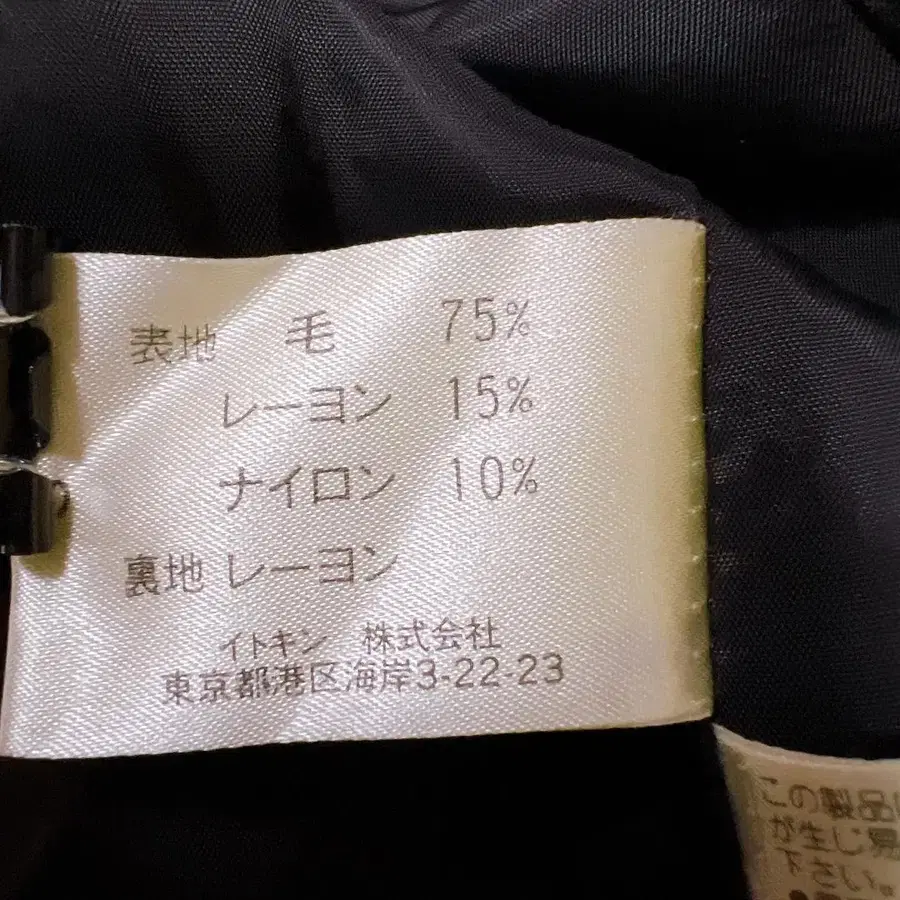 表地 毛 75%
レーヨン 15%
ナイロン 10%
裏地 レーヨン
イトキン 株式会社
東京都港区海岸3-22-23
この製品
が生じ易
下さい。